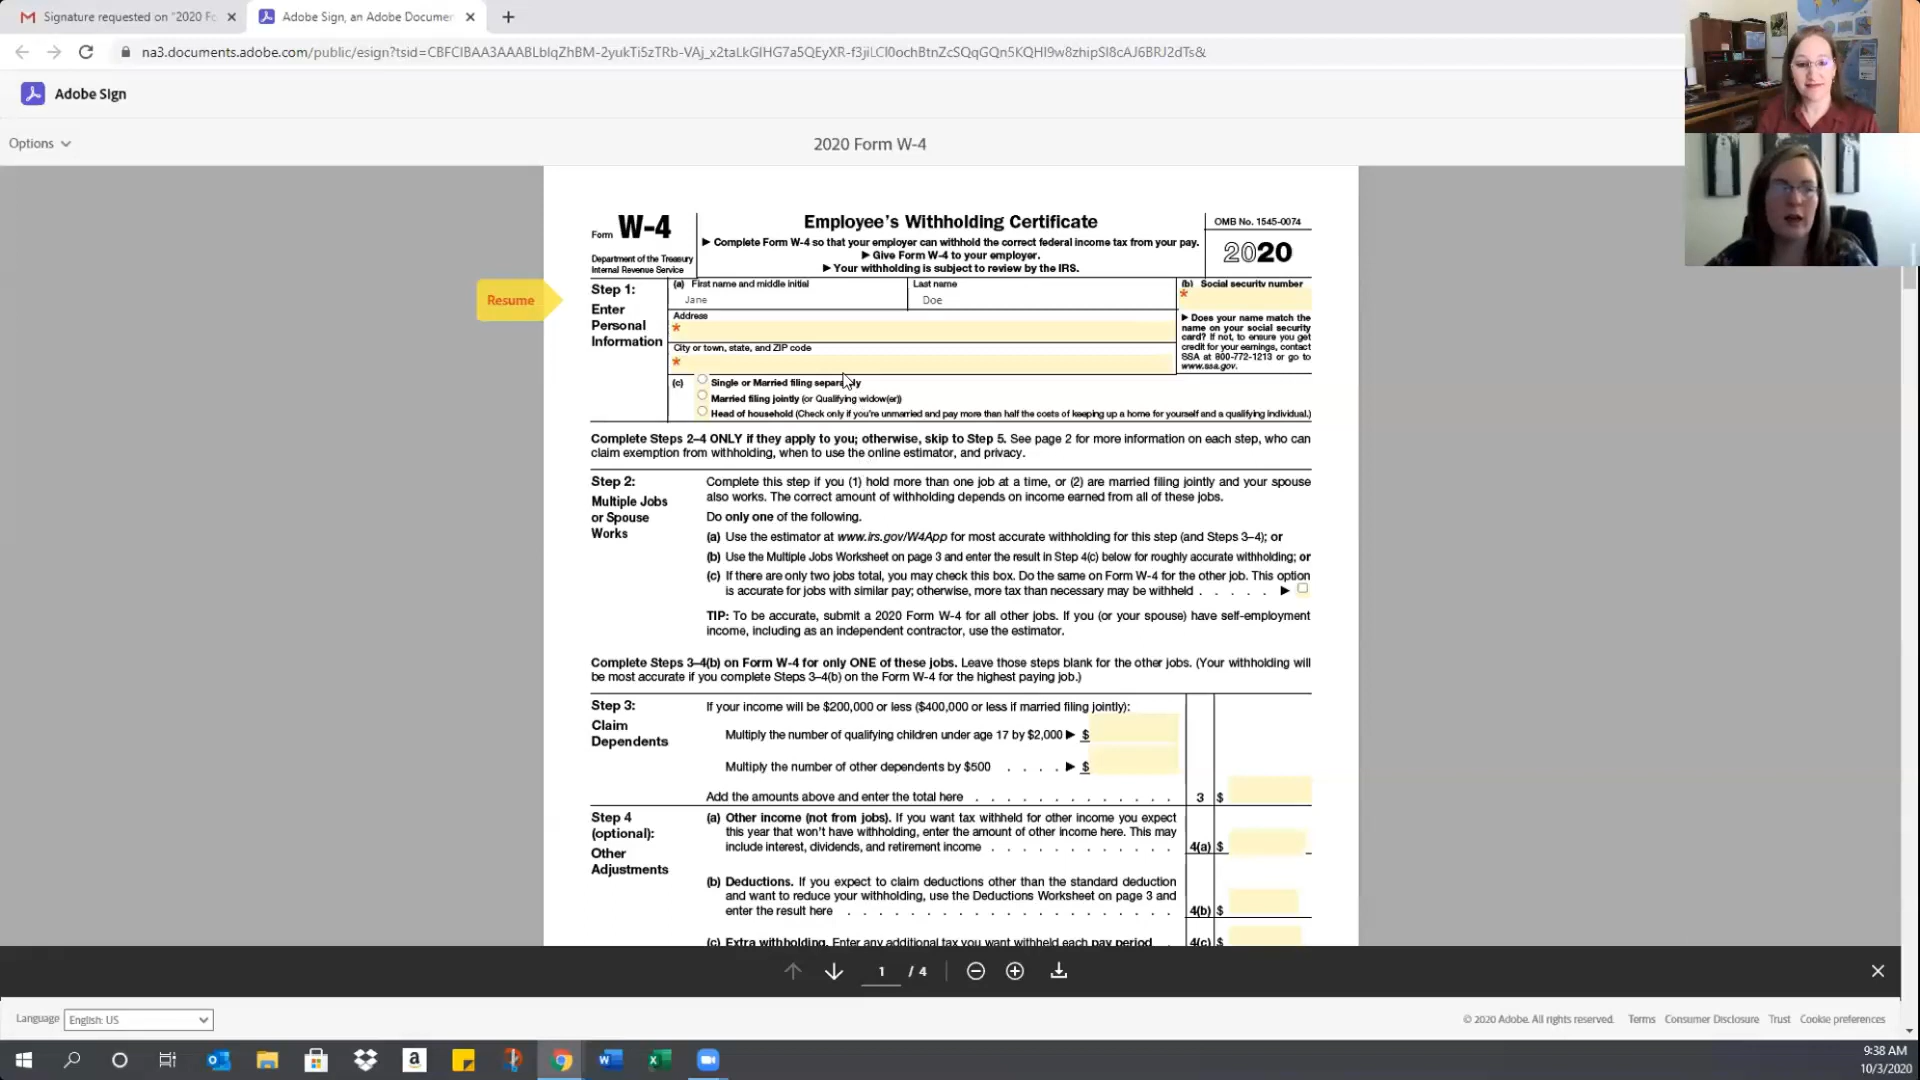 Signature requested on "2020 Fo
Adobe Sign, an Adobe Documen
Adobe Sign
Options
2020 Form W-4
Form W-4
Department of the Treasury
Internal Revenue Service
Employee's Withholding Certificate
▶ Complete Form W-4 so that your employer can withhold the correct federal income tax from your pay.
▶ Give Form W-4 to your employer.
▶ Your withholding is subject to review by the IRS.
OMB No. 1545-0074
2020
Resume
Step 1:
Enter
Personal
Information
(a) First name and middle initial
Jane
Last name
Doe
(b) Social security number
*
Address
*
City or town, state, and ZIP code
*
▶ Does your name match the
name on your social security
card? If not, to ensure you get
credit for your earnings, contact
SSA at 800-772-1213 or go to
www.ssa.gov.
(c) Single or Married filing separately
Married filing jointly (or Qualifying widow(er))
Head of household (Check only if you're unmarried and pay more than half the costs of keeping up a home for yourself and a qualifying individual.)
Complete Steps 2–4 ONLY if they apply to you; otherwise, skip to Step 5. See page 2 for more information on each step, who can
claim exemption from withholding, when to use the online estimator, and privacy.
Step 2:
Multiple Jobs
or Spouse
Works
Complete this step if you (1) hold more than one job at a time, or (2) are married filing jointly and your spouse
also works. The correct amount of withholding depends on income earned from all of these jobs.
Do only one of the following.
(a) Use the estimator at www.irs.gov/W4App for most accurate withholding for this step (and Steps 3–4); or
(b) Use the Multiple Jobs Worksheet on page 3 and enter the result in Step 4(c) below for roughly accurate withholding; or
(c) If there are only two jobs total, you may check this box. Do the same on Form W-4 for the other job. This option
is accurate for jobs with similar pay; otherwise, more tax than necessary may be withheld . . . . . ▶
TIP: To be accurate, submit a 2020 Form W-4 for all other jobs. If you (or your spouse) have self-employment
income, including as an independent contractor, use the estimator.
Complete Steps 3–4(b) on Form W-4 for only ONE of these jobs. Leave those steps blank for the other jobs. (Your withholding will
be most accurate if you complete Steps 3–4(b) on the Form W-4 for the highest paying job.)
Step 3:
Claim
Dependents
If your income will be $200,000 or less ($400,000 or less if married filing jointly):
Multiply the number of qualifying children under age 17 by $2,000 ▶ $
Multiply the number of other dependents by $500 . . . . ▶ $
Add the amounts above and enter the total here . . . . . . . . . . . . . 3 $
Step 4
(optional):
Other
Adjustments
(a) Other income (not from jobs). If you want tax withheld for other income you expect
this year that won't have withholding, enter the amount of other income here. This may
include interest, dividends, and retirement income . . . . . . . . . . . . 4(a) $
(b) Deductions. If you expect to claim deductions other than the standard deduction
and want to reduce your withholding, use the Deductions Worksheet on page 3 and
enter the result here . . . . . . . . . . . . . . . . . . . 4(b) $
(c) Extra withholding. Enter any additional tax you want withheld each pay period . 4(c) $
1 / 4
Language English: US
© 2020 Adobe. All rights reserved. Terms Consumer Disclosure Trust Cookie preferences
9:38 AM
10/3/2020